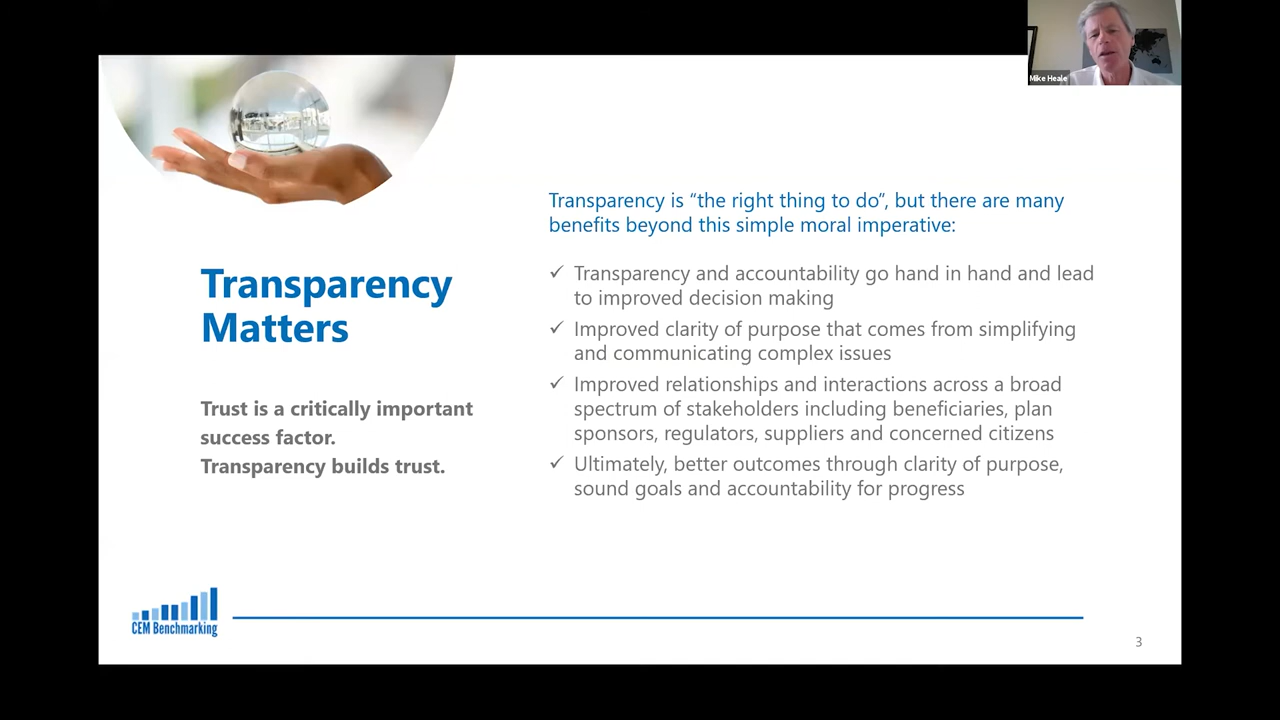 Mike Heale
Transparency is “the right thing to do”, but there are many
benefits beyond this simple moral imperative:
Transparency
Matters
Trust is a critically important
success factor.
Transparency builds trust.
✓ Transparency and accountability go hand in hand and lead
to improved decision making
✓ Improved clarity of purpose that comes from simplifying
and communicating complex issues
✓ Improved relationships and interactions across a broad
spectrum of stakeholders including beneficiaries, plan
sponsors, regulators, suppliers and concerned citizens
✓ Ultimately, better outcomes through clarity of purpose,
sound goals and accountability for progress
CEM Benchmarking
3